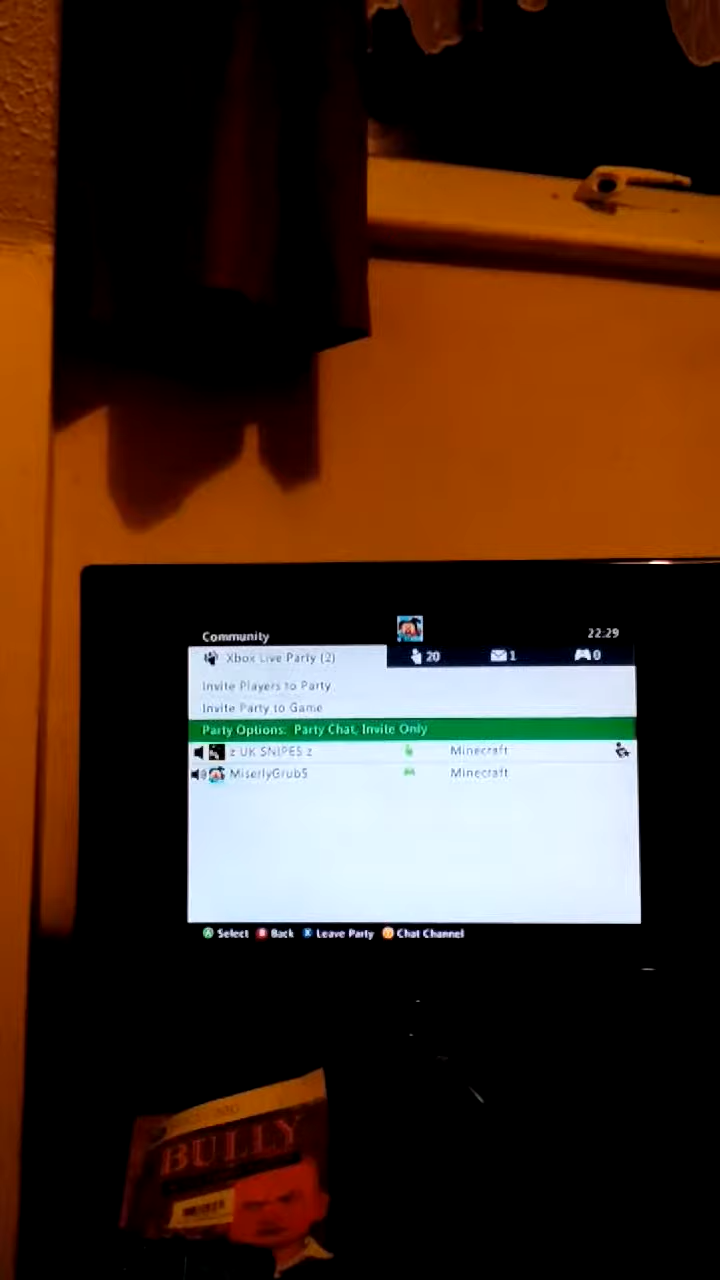 Community
22:29
Xbox Live Party (2)
20
1
0
Invite Players to Party
Invite Party to Game
Party Options: Party Chat, Invite Only
z UK SNIPES z
Minecraft
MiserlyGrub5
Minecraft
A Select
B Back
X Leave Party
Y Chat Channel
BULLY